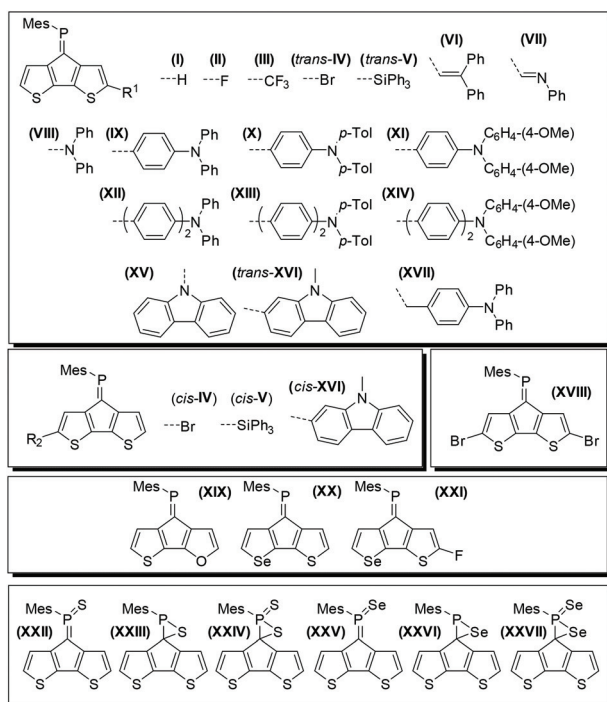 Mes
P
S
S
R¹
(I)
---H
(II)
---F
(III)
---CF₃
(trans-IV)
---Br
(trans-V)
---SiPh₃
(VI)
Ph
Ph
(VII)
N
Ph
(VIII)
Ph
---N
Ph
(IX)
Ph
N
Ph
(X)
p-Tol
N
p-Tol
(XI)
C₆H₄-(4-OMe)
N
C₆H₄-(4-OMe)
(XII)
Ph
N
2 Ph
(XIII)
p-Tol
N
2 p-Tol
(XIV)
C₆H₄-(4-OMe)
N
2 C₆H₄-(4-OMe)
(XV)
N
(trans-XVI)
N
(XVII)
Ph
N
Ph
Mes
P
R₂
S
S
(cis-IV)
---Br
(cis-V)
---SiPh₃
(cis-XVI)
N
Mes
P
(XVIII)
Br
S
S
Br
Mes
P
(XIX)
S
O
Mes
P
(XX)
Se
S
Mes
P
(XXI)
Se
S
F
Mes
P
S
(XXII)
S
S
Mes
P
S
(XXIII)
S
S
Mes
P
S
S
(XXIV)
S
S
Mes
P
Se
(XXV)
S
S
Mes
P
Se
(XXVI)
S
S
Mes
P
Se
Se
(XXVII)
S
S